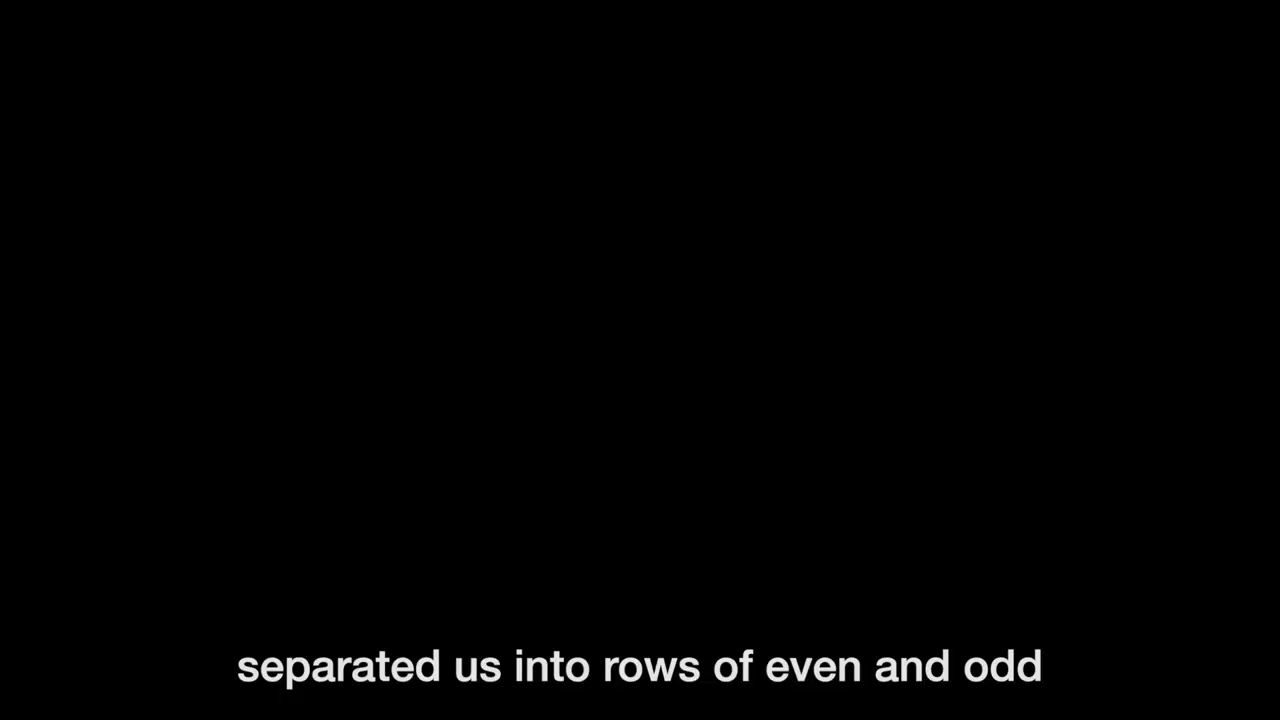 separated us into rows of even and odd